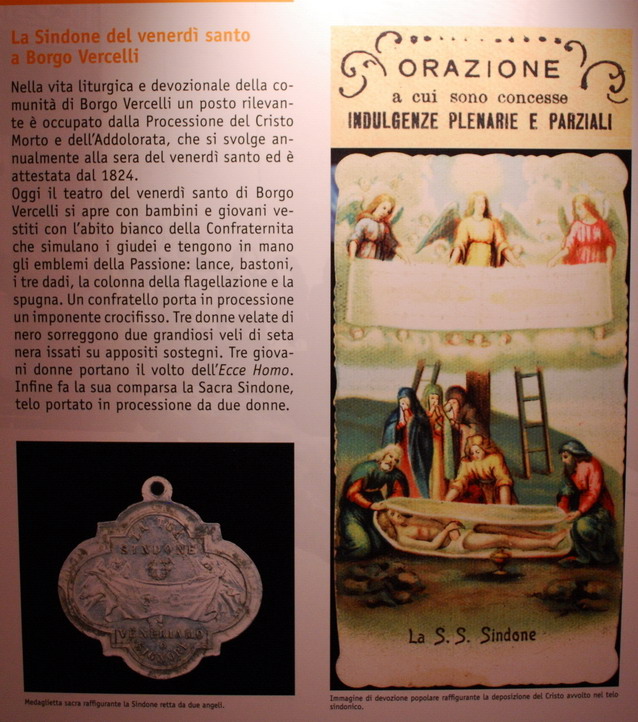 La Sindone del venerdì santo
a Borgo Vercelli
Nella vita liturgica e devozionale della co-
munità di Borgo Vercelli un posto rilevan-
te è occupato dalla Processione del Cristo
Morto e dell'Addolorata, che si svolge an-
nualmente alla sera del venerdì santo ed è
attestata dal 1824.
Oggi il teatro del venerdì santo di Borgo
Vercelli si apre con bambini e giovani ve-
stiti con l'abito bianco della Confraternita
che simulano i giudei e tengono in mano
gli emblemi della Passione: lance, bastoni,
i tre dadi, la colonna della flagellazione e la
spugna. Un confratello porta in processione
un imponente crocifisso. Tre donne velate di
nero sorreggono due grandiosi veli di seta
nera issati su appositi sostegni. Tre giova-
ni donne portano il volto dell'Ecce Homo.
Infine fa la sua comparsa la Sacra Sindone,
telo portato in processione da due donne.
SINDONE
Medaglietta sacra raffigurante la Sindone retta da due angeli.
ORAZIONE
a cui sono concesse
INDULGENZE PLENARIE E PARZIALI
La S. S. Sindone
Immagine di devozione popolare raffigurante la deposizione del Cristo avvolto nel telo
sindonico.